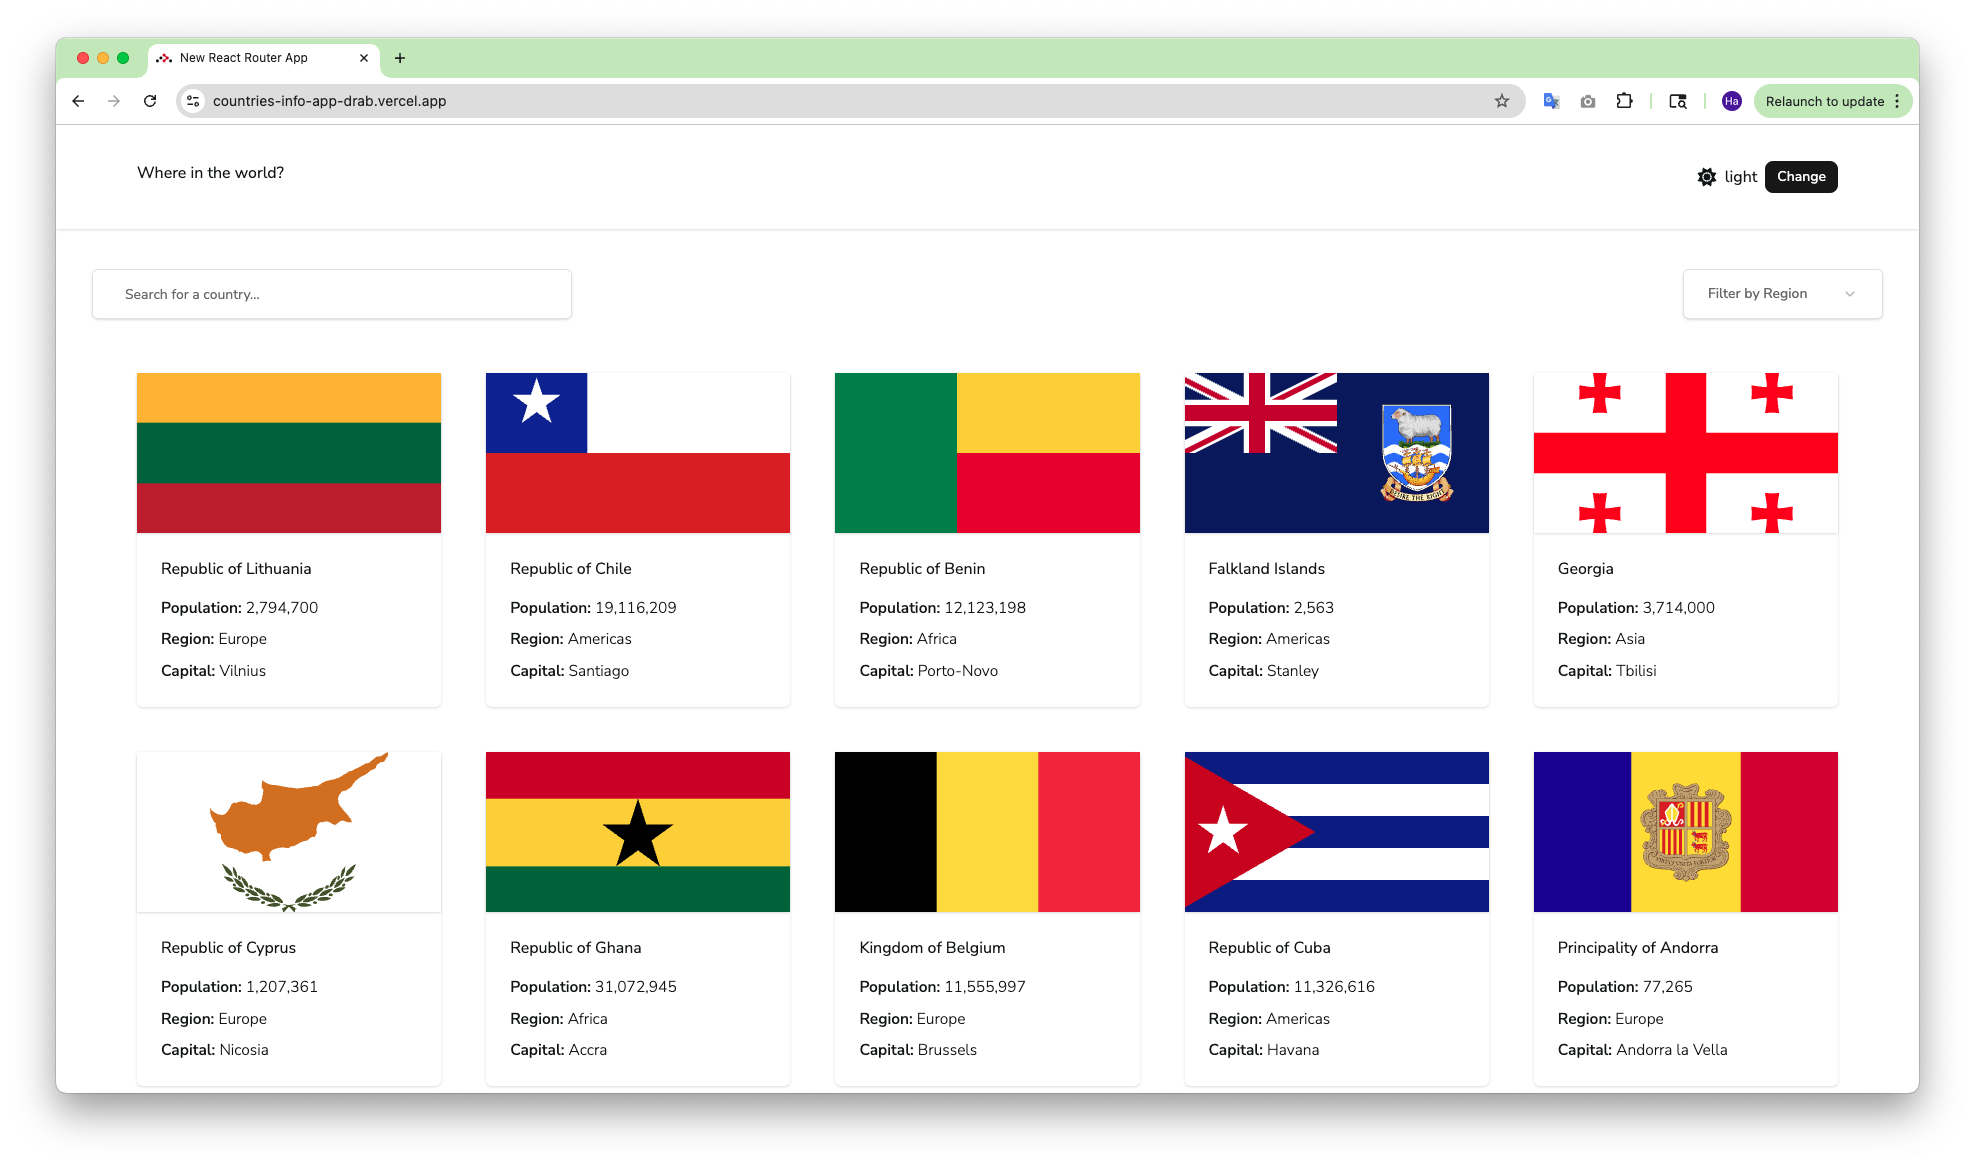 New React Router App
countries-info-app-drab.vercel.app
Ha
Relaunch to update
Where in the world?
light
Change
Search for a country...
Filter by Region
DESIRE THE RIGHT
Republic of Lithuania
Population: 2,794,700
Region: Europe
Capital: Vilnius
Republic of Chile
Population: 19,116,209
Region: Americas
Capital: Santiago
Republic of Benin
Population: 12,123,198
Region: Africa
Capital: Porto-Novo
Falkland Islands
Population: 2,563
Region: Americas
Capital: Stanley
Georgia
Population: 3,714,000
Region: Asia
Capital: Tbilisi
Republic of Cyprus
Population: 1,207,361
Region: Europe
Capital: Nicosia
Republic of Ghana
Population: 31,072,945
Region: Africa
Capital: Accra
Kingdom of Belgium
Population: 11,555,997
Region: Europe
Capital: Brussels
Republic of Cuba
Population: 11,326,616
Region: Americas
Capital: Havana
Principality of Andorra
Population: 77,265
Region: Europe
Capital: Andorra la Vella